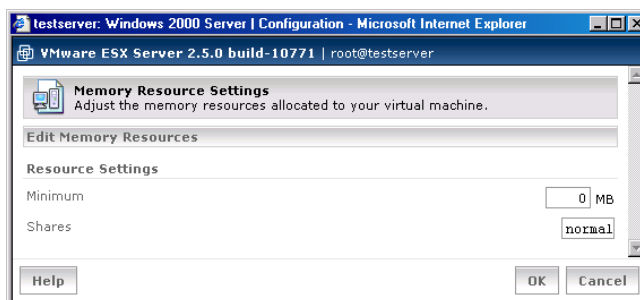 testserver: Windows 2000 Server | Configuration - Microsoft Internet Explorer
VMware ESX Server 2.5.0 build-10771 | root@testserver
Memory Resource Settings
Adjust the memory resources allocated to your virtual machine.
Edit Memory Resources
Resource Settings
Minimum 0 MB
Shares normal
Help OK Cancel